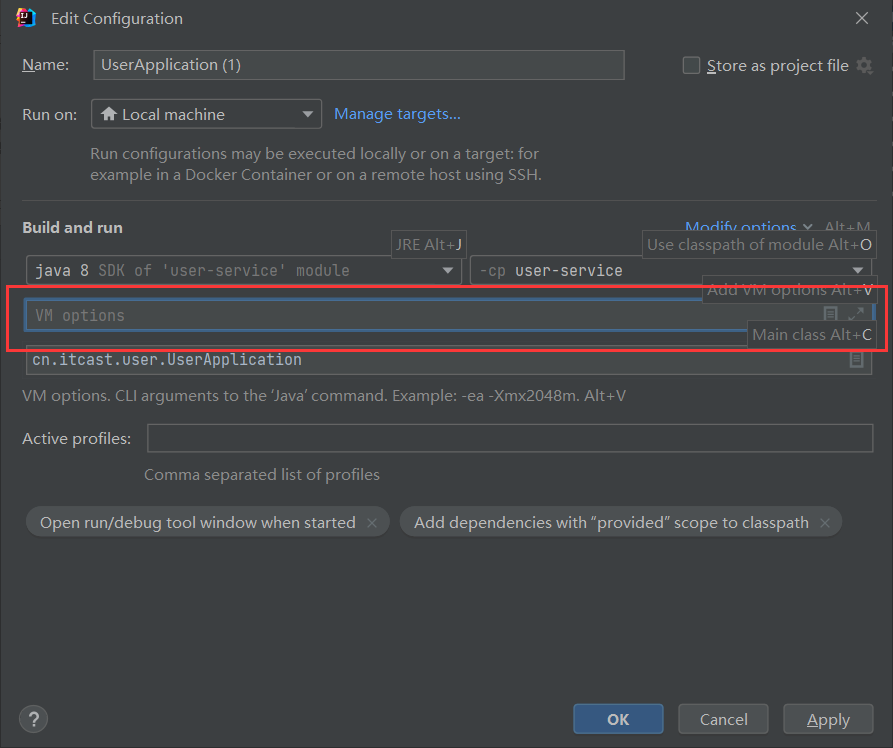 Edit Configuration
Name: UserApplication (1) Store as project file
Run on: Local machine Manage targets...
Run configurations may be executed locally or on a target: for
example in a Docker Container or on a remote host using SSH.
Build and run Modify options Alt+M
JRE Alt+J Use classpath of module Alt+O
java 8 SDK of 'user-service' module -cp user-service
Add VM options Alt+V
VM options
Main class Alt+C
cn.itcast.user.UserApplication
VM options. CLI arguments to the ‘Java’ command. Example: -ea -Xmx2048m. Alt+V
Active profiles:
Comma separated list of profiles
Open run/debug tool window when started Add dependencies with “provided” scope to classpath
? OK Cancel Apply